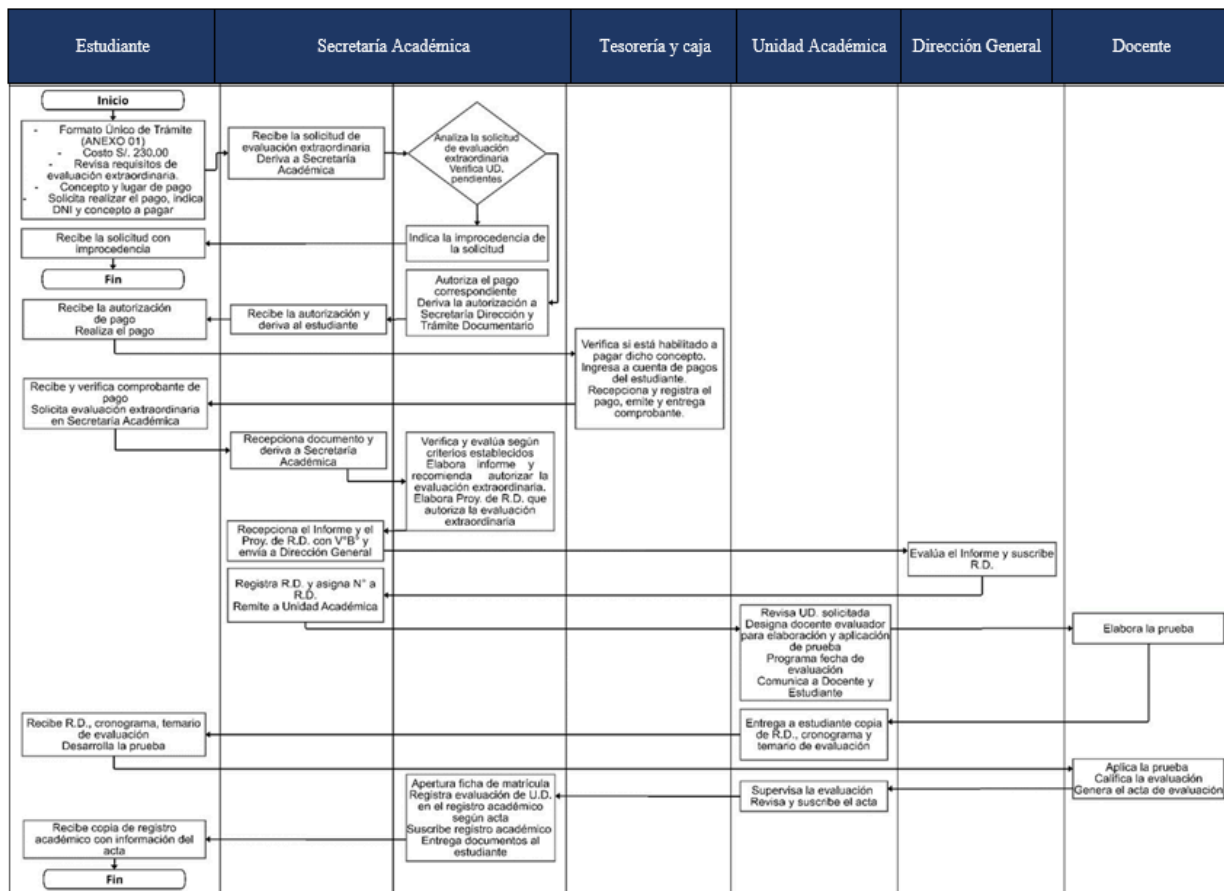 Estudiante
Secretaría Académica
Tesorería y caja
Unidad Académica
Dirección General
Docente
Inicio
- Formato Único de Trámite
(ANEXO 01)
- Costo S/. 230.00
- Revisa requisitos de
evaluación extraordinaria.
- Concepto y lugar de pago
- Solicita realizar el pago, indica
DNI y concepto a pagar
Recibe la solicitud de
evaluación extraordinaria
Deriva a Secretaría
Académica
Analiza la solicitud
de evaluación
extraordinaria
Verifica UD.
pendientes
Indica la improcedencia de
la solicitud
Recibe la solicitud con
improcedencia
Fin
Autoriza el pago
correspondiente
Deriva la autorización a
Secretaría Dirección y
Trámite Documentario
Recibe la autorización y
deriva al estudiante
Recibe la autorización
de pago
Realiza el pago
Verifica si está habilitado a
pagar dicho concepto.
Ingresa a cuenta de pagos
del estudiante.
Recepciona y registra el
pago, emite y entrega
comprobante.
Recibe y verifica comprobante de
pago
Solicita evaluación extraordinaria
en Secretaría Académica
Recepciona documento y
deriva a Secretaría
Académica
Verifica y evalúa según
criterios establecidos
Elabora informe y
recomienda autorizar la
evaluación extraordinaria.
Elabora Proy. de R.D. que
autoriza la evaluación
extraordinaria
Recepciona el Informe y el
Proy. de R.D. con V°B° y
envía a Dirección General
Evalúa el Informe y suscribe
R.D.
Registra R.D. y asigna N° a
R.D.
Remite a Unidad Académica
Revisa UD. solicitada
Designa docente evaluador
para elaboración y aplicación
de prueba
Programa fecha de
evaluación
Comunica a Docente y
Estudiante
Elabora la prueba
Entrega a estudiante copia
de R.D., cronograma y
temario de evaluación
Recibe R.D., cronograma, temario
de evaluación
Desarrolla la prueba
Aplica la prueba
Califica la evaluación
Genera el acta de evaluación
Supervisa la evaluación
Revisa y suscribe el acta
Apertura ficha de matrícula
Registra evaluación de U.D.
en el registro académico
según acta
Suscribe registro académico
Entrega documentos al
estudiante
Recibe copia de registro
académico con información del
acta
Fin